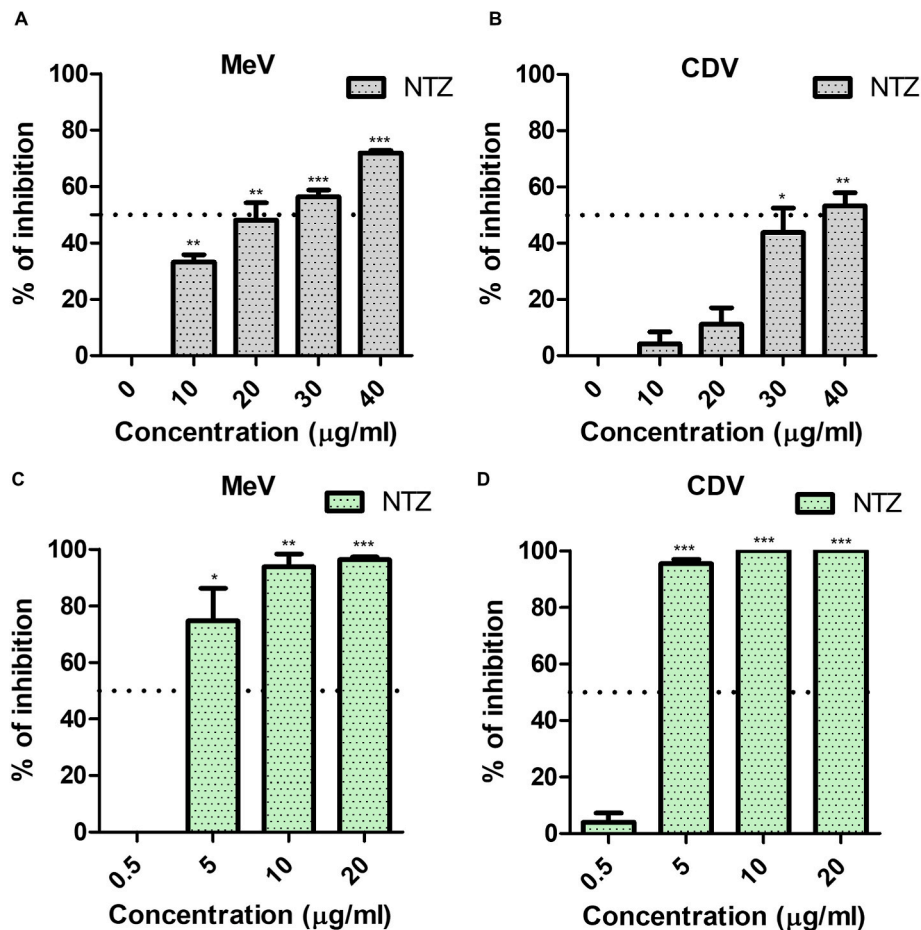 A
MeV
NTZ
% of inhibition
100
80
60
40
20
0
**
**
***
***
0
10
20
30
40
Concentration (μg/ml)
B
CDV
NTZ
% of inhibition
100
80
60
40
20
0
*
**
0
10
20
30
40
Concentration (μg/ml)
C
MeV
NTZ
% of inhibition
100
80
60
40
20
0
*
**
***
0.5
5
10
20
Concentration (μg/ml)
D
CDV
NTZ
% of inhibition
100
80
60
40
20
0
***
***
***
0.5
5
10
20
Concentration (μg/ml)